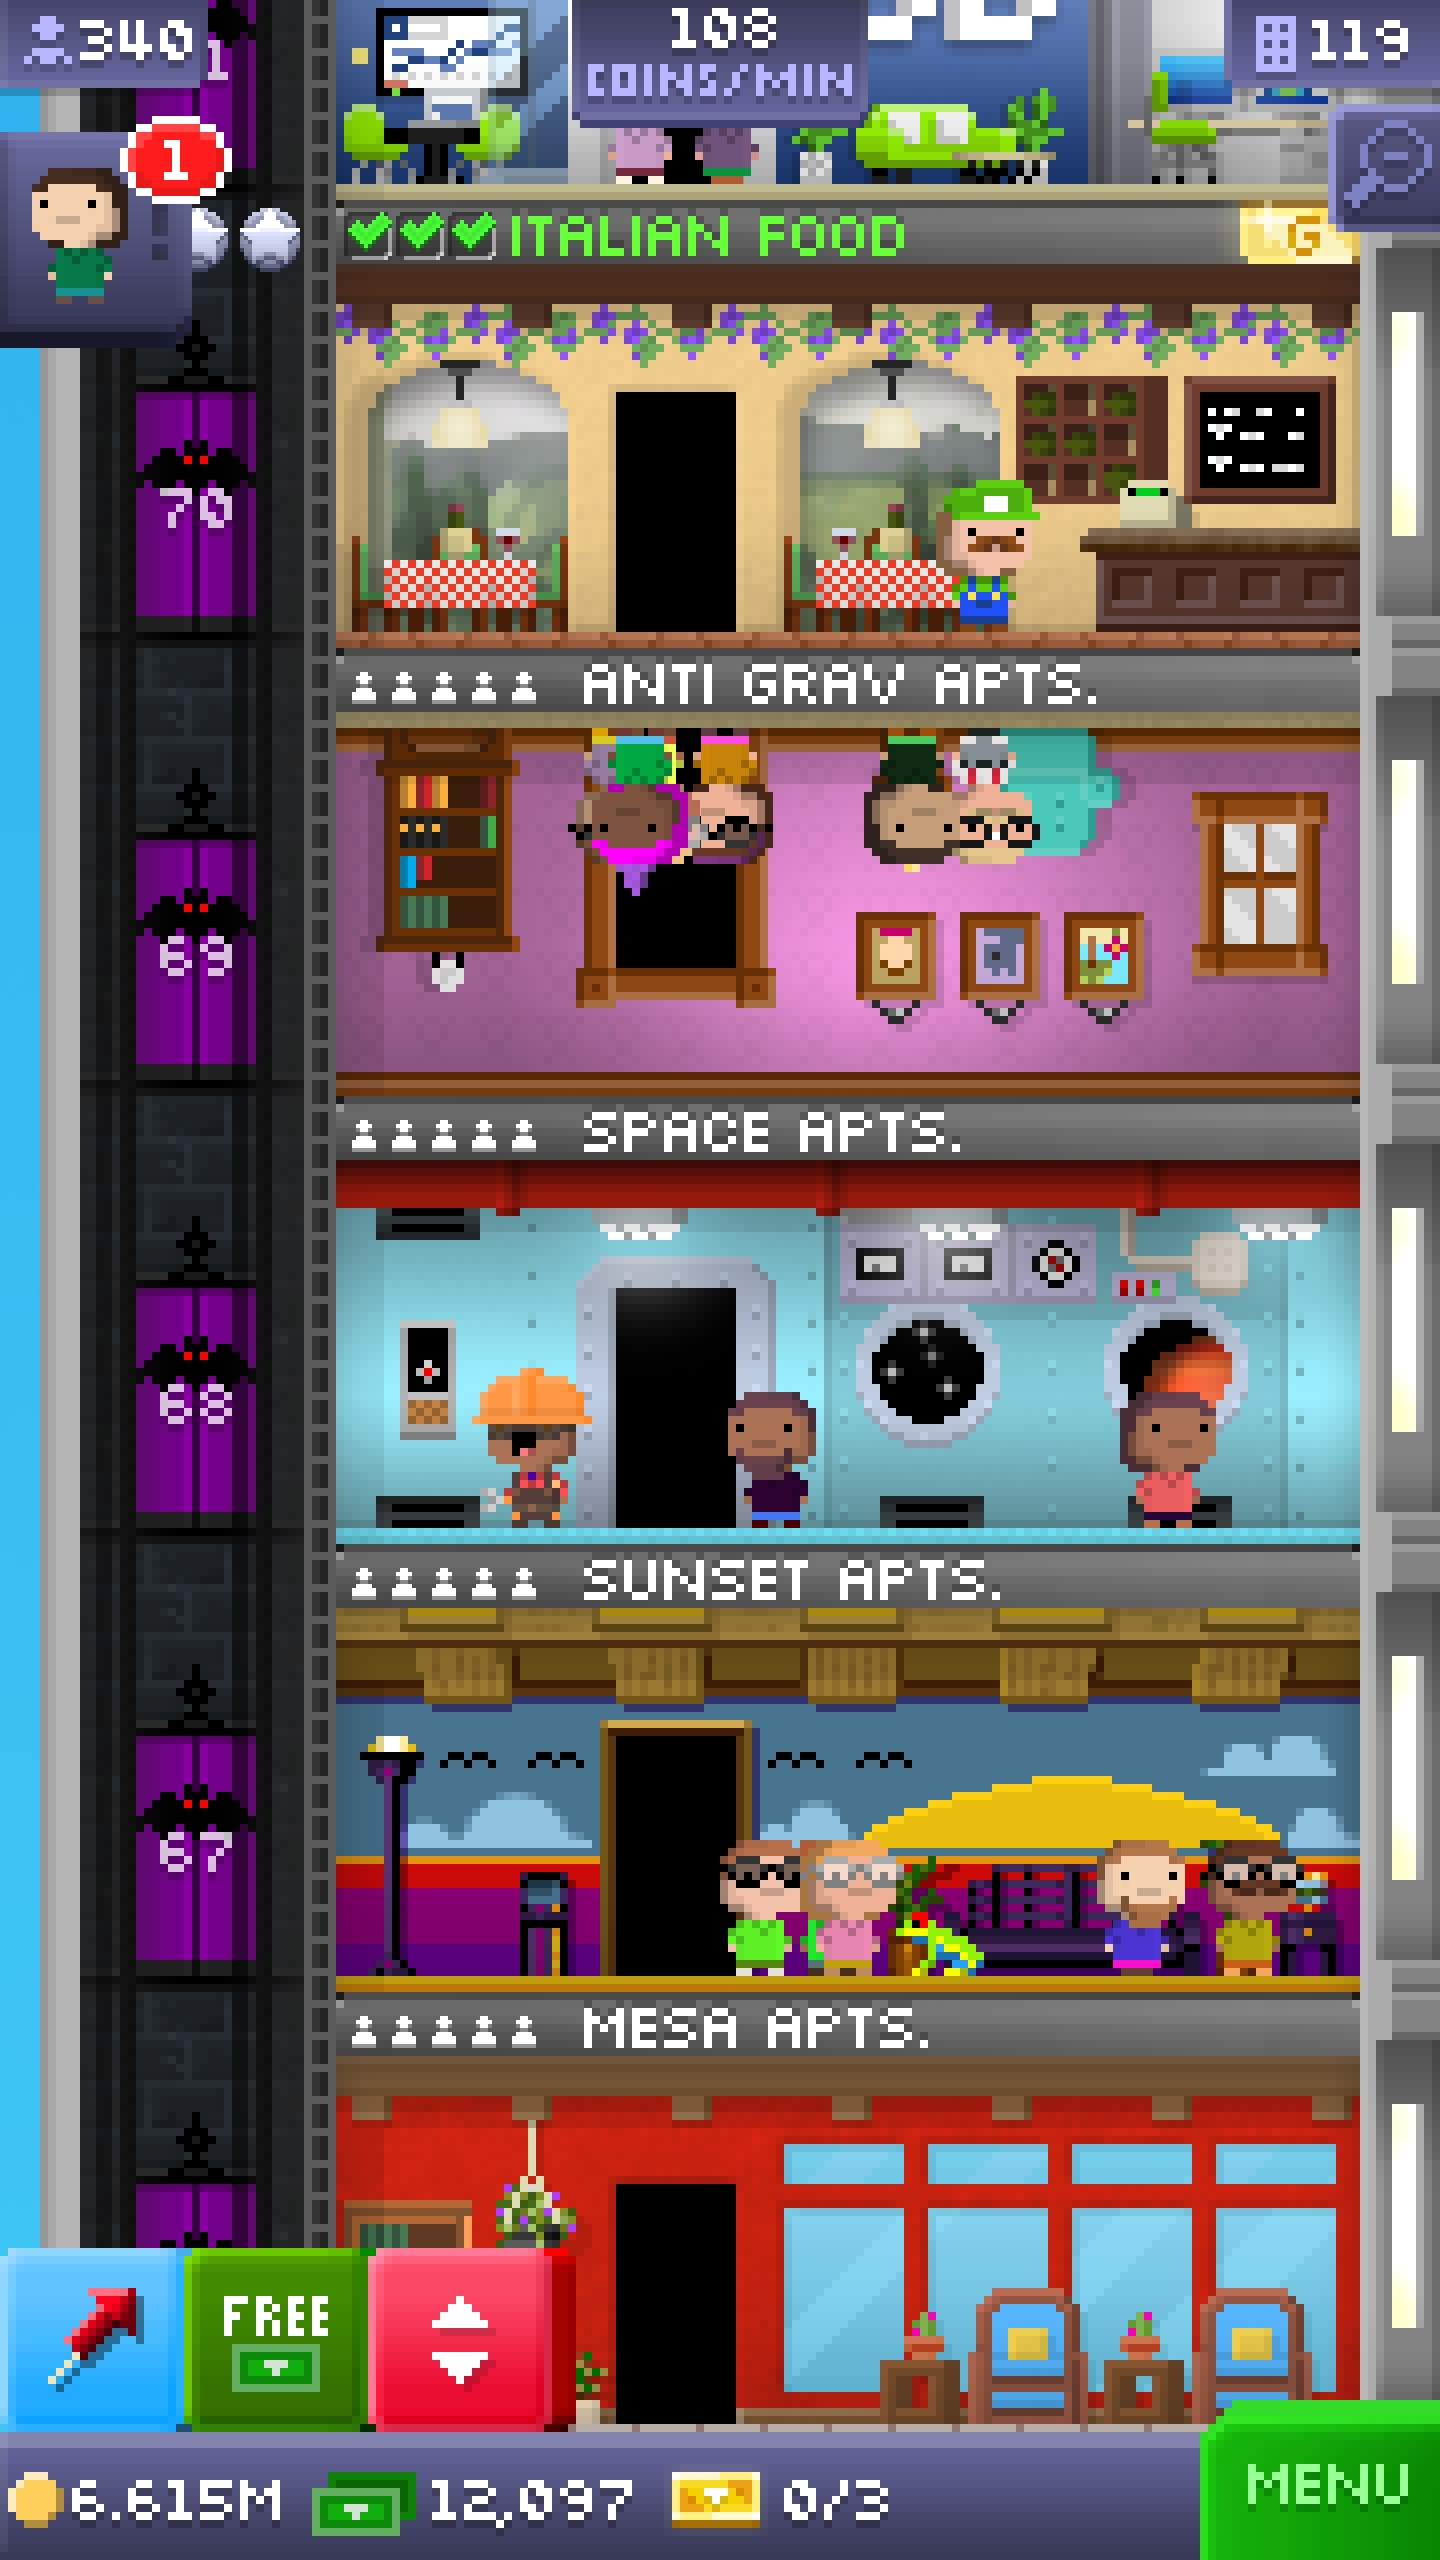 340
1
108
COINS/MIN
119
1
ITALIAN FOOD
G
70
ANTI GRAV APTS.
69
SPACE APTS.
68
SUNSET APTS.
67
MESA APTS.
FREE
6.615M
12,097
0/3
MENU